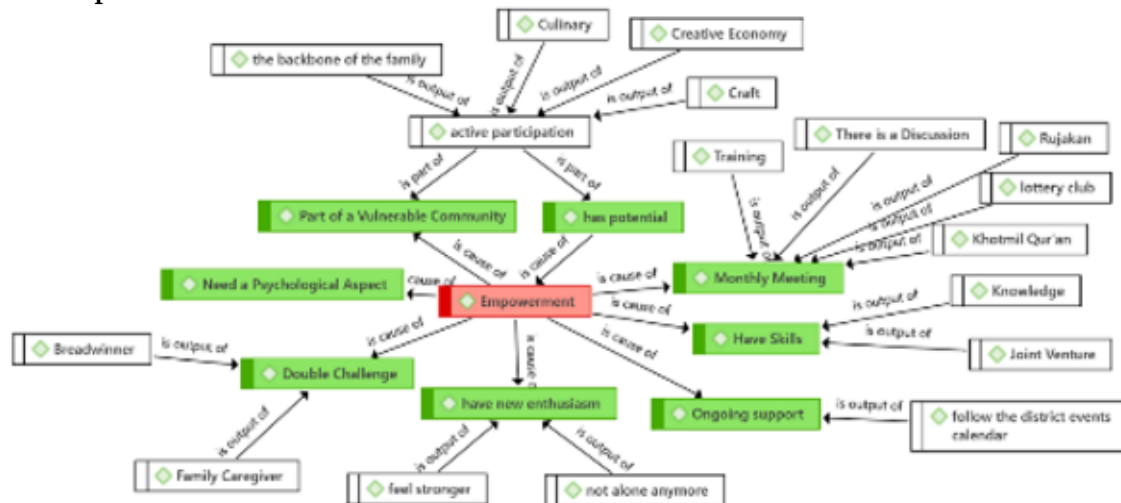 Culinary
Creative Economy
the backbone of the family
is output of
is output of
is output of
is output of
Craft
active participation
There is a Discussion
Rujakan
Training
is part of
is part of
is output of
is output of
is output of
lottery club
Part of a Vulnerable Community
has potential
is output of
is output of
Khotmil Qur'an
is cause of
is cause of
is cause of
Monthly Meeting
Need a Psychological Aspect
cause of
Empowerment
Knowledge
is cause of
is output of
Breadwinner
is output of
is cause of
is cause of
is cause of
Have Skills
is output of
Joint Venture
Double Challenge
have new enthusiasm
Ongoing support
is output of
follow the district events
calendar
is output of
is output of
is output of
Family Caregiver
feel stronger
not alone anymore